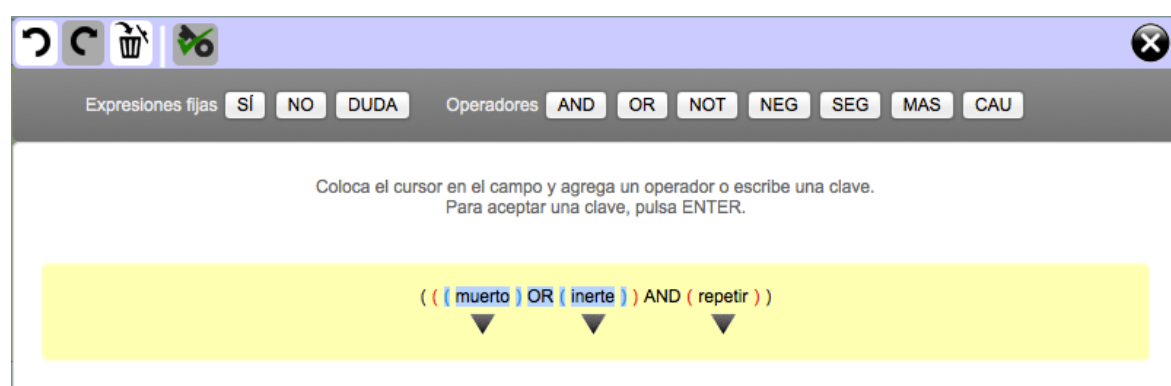 Expresiones fijas SÍ NO DUDA Operadores AND OR NOT NEG SEG MAS CAU
Coloca el cursor en el campo y agrega un operador o escribe una clave.
Para aceptar una clave, pulsa ENTER.
( ( ( muerto ) OR ( inerte ) ) AND ( repetir ) )